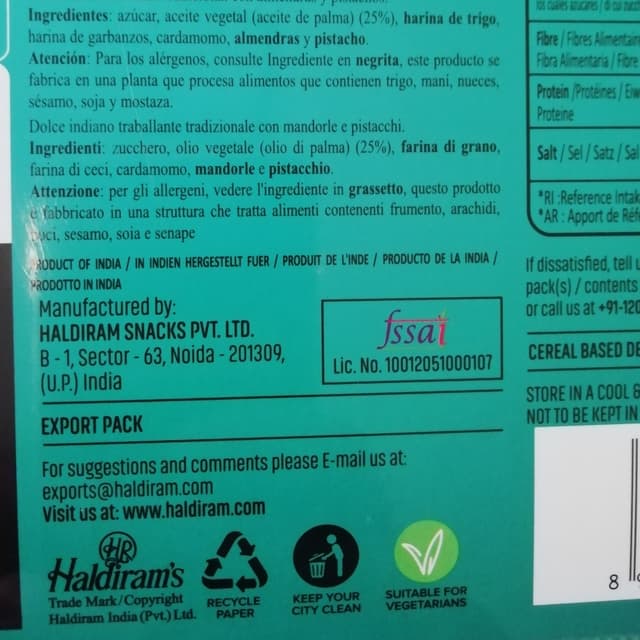 Ingredientes: azúcar, aceite vegetal (aceite de palma) (25%), harina de trigo,
harina de garbanzos, cardamomo, almendras y pistacho.
Atención: Para los alérgenos, consulte Ingrediente en negrita, este producto se
fabrica en una planta que procesa alimentos que contienen trigo, maní, nueces,
sésamo, soja y mostaza.
Dolce indiano traballante tradizionale con mandorle e pistacchi.
Ingredienti: zucchero, olio vegetale (olio di palma) (25%), farina di grano,
farina di ceci, cardamomo, mandorle e pistacchio.
Attenzione: per gli allergeni, vedere l'ingrediente in grassetto, questo prodotto
è fabbricato in una struttura che tratta alimenti contenenti frumento, arachidi,
noci, sesamo, soia e senape
PRODUCT OF INDIA / IN INDIEN HERGESTELLT FUER / PRODUIT DE L'INDE / PRODUCTO DE LA INDIA /
PRODOTTO IN INDIA
Manufactured by:
HALDIRAM SNACKS PVT. LTD.
B - 1, Sector - 63, Noida - 201309,
(U.P.) India
fssai
Lic. No. 10012051000107
EXPORT PACK
For suggestions and comments please E-mail us at:
exports@haldiram.com
Visit us at: www.haldiram.com
HR
Haldiram's
Trade Mark/Copyright
Haldiram India (Pvt.) Ltd.
RECYCLE
PAPER
KEEP YOUR
CITY CLEAN
SUITABLE FOR
VEGETARIANS
Fibre / Fibres Alimentair
Fibra Alimentaria / Fibre
Protein /Protéines / Eiw
Proteine
Salt / Sel / Satz / Sal
*RI :Reference Intak
*AR : Apport de Réfé
If dissatisfied, tell u
pack(s) / contents
or call us at +91-120
CEREAL BASED DE
STORE IN A COOL &
NOT TO BE KEPT IN
8